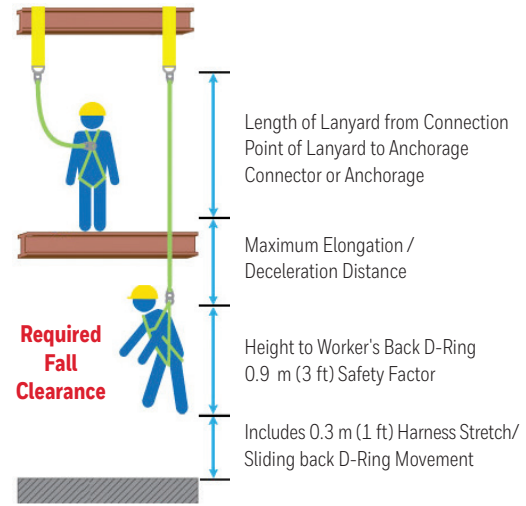 Length of Lanyard from Connection
Point of Lanyard to Anchorage
Connector or Anchorage
Maximum Elongation /
Deceleration Distance
Required
Fall
Clearance
Height to Worker's Back D-Ring
0.9 m (3 ft) Safety Factor
Includes 0.3 m (1 ft) Harness Stretch/
Sliding back D-Ring Movement